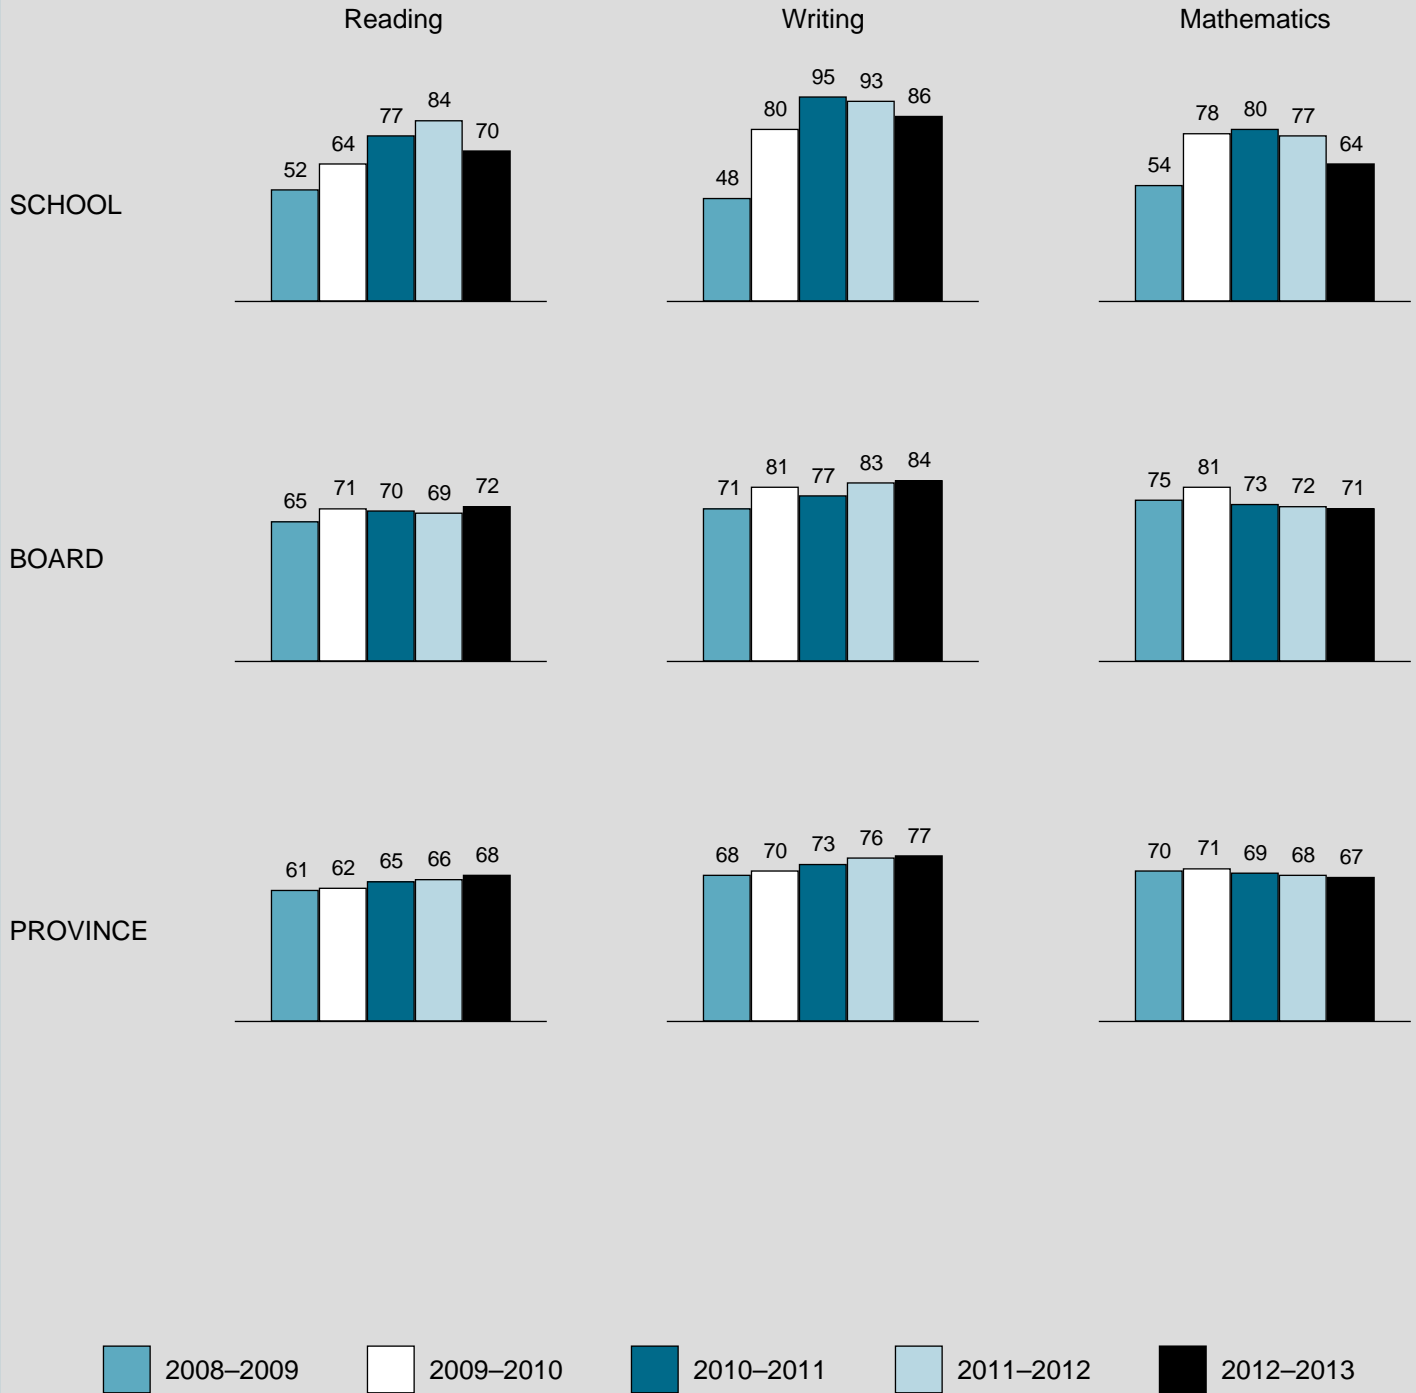 Reading Writing Mathematics
SCHOOL
52 64 77 84 70
48 80 95 93 86
54 78 80 77 64
BOARD
65 71 70 69 72
71 81 77 83 84
75 81 73 72 71
PROVINCE
61 62 65 66 68
68 70 73 76 77
70 71 69 68 67
2008–2009 2009–2010 2010–2011 2011–2012 2012–2013